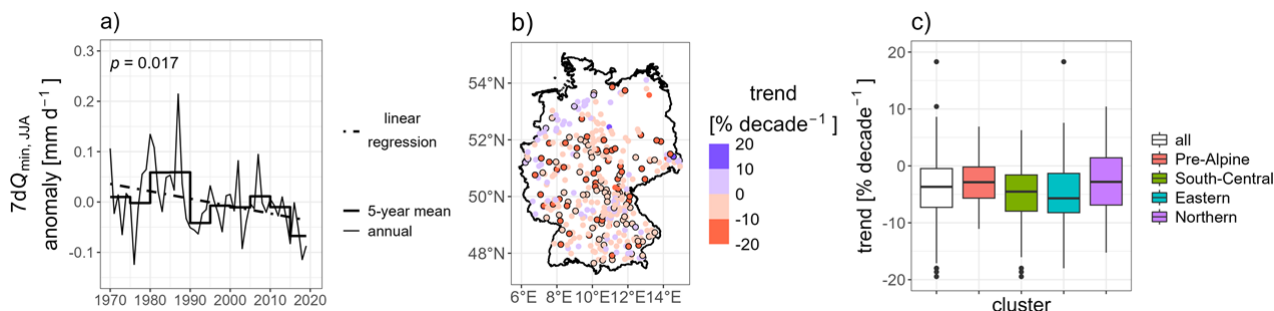 a)
7dQmin, JJA
anomaly [mm d−1]
0.3
0.2
0.1
0.0
-0.1
p = 0.017
1970 1980 1990 2000 2010 2020
linear
regression
5-year mean
annual
b)
54°N
52°N
50°N
48°N
6°E 8°E 10°E 12°E 14°E
trend
[% decade−1]
20
10
0
-10
-20
c)
trend [% decade−1]
20
10
0
-10
-20
cluster
all
Pre-Alpine
South-Central
Eastern
Northern